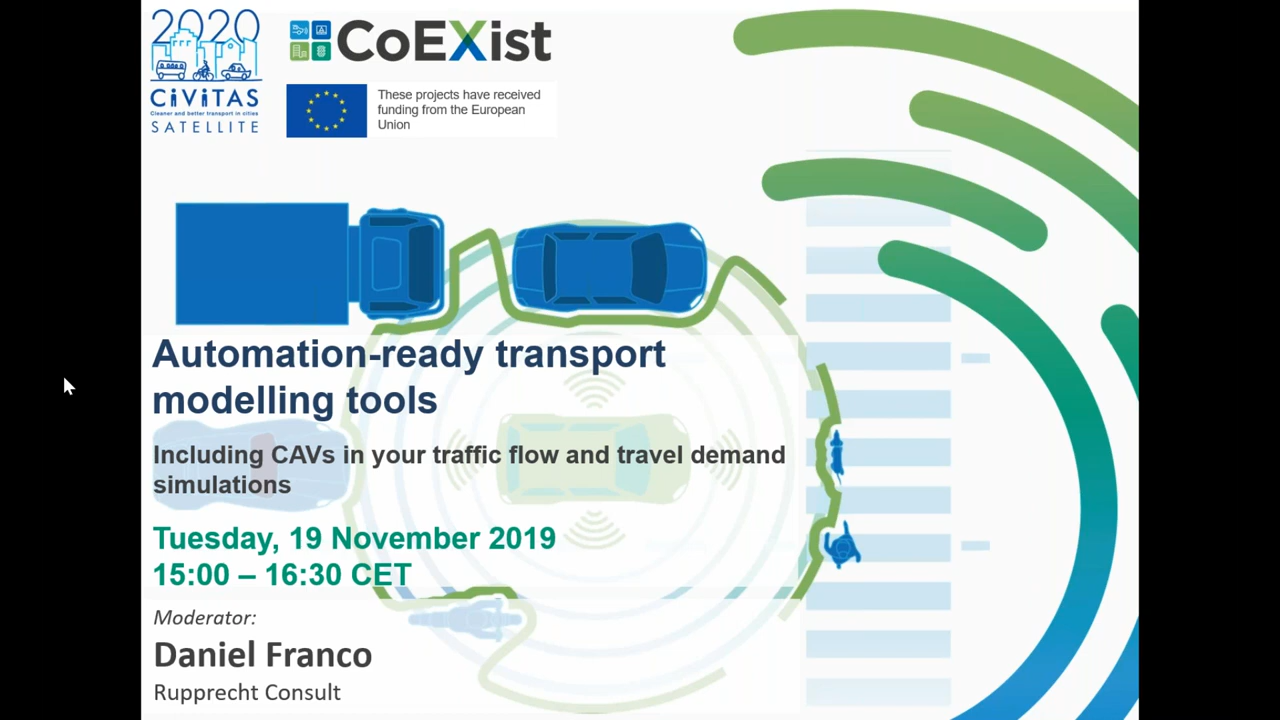 2020
CIVITAS
Cleaner and better transport in cities
SATELLITE
CoEXist
These projects have received
funding from the European
Union
Automation-ready transport
modelling tools
Including CAVs in your traffic flow and travel demand
simulations
Tuesday, 19 November 2019
15:00 – 16:30 CET
Moderator:
Daniel Franco
Rupprecht Consult